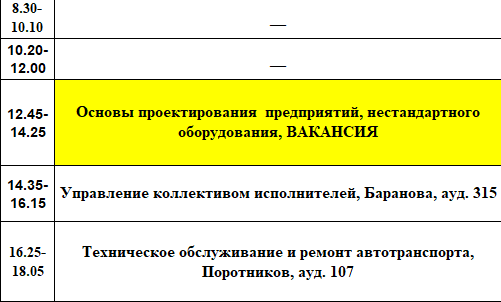 8.30-
10.10
—
10.20-
12.00
—
12.45-
14.25
Основы проектирования предприятий, нестандартного
оборудования, ВАКАНСИЯ
14.35-
16.15
Управление коллективом исполнителей, Баранова, ауд. 315
16.25-
18.05
Техническое обслуживание и ремонт автотранспорта,
Поротников, ауд. 107